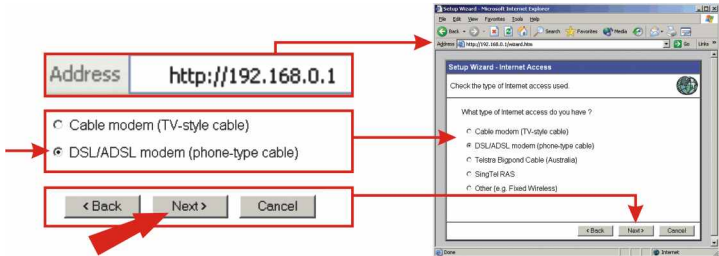 Address http://192.168.0.1
Cable modem (TV-style cable)
DSL/ADSL modem (phone-type cable)
< Back Next > Cancel
Setup Wizard - Microsoft Internet Explorer
File Edit View Favorites Tools Help
Back Search Favorites Media
Address http://192.168.0.1/wizard.htm Go Links »
Setup Wizard - Internet Access
Check the type of Internet access used.
What type of Internet access do you have ?
Cable modem (TV-style cable)
DSL/ADSL modem (phone-type cable)
Telstra Bigpond Cable (Australia)
SingTel RAS
Other (e.g. Fixed Wireless)
< Back Next > Cancel
Done Internet